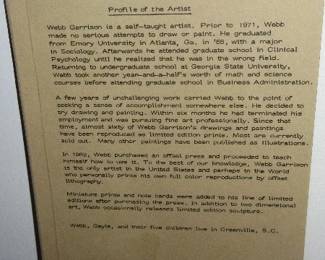 Profile of the Artist
Webb Garrison is a self-taught artist. Prior to 1971, Webb
made no serious attempts to draw or paint. He graduated
from Emory University in Atlanta, Ga. in '68, with a major
in Sociology. Afterwards he attended graduate school in Clinical
Psychology until he realized that he was in the wrong field.
Returning to undergraduate school at Georgia State University,
Webb took another year-and-a-half's worth of math and science
courses before attending graduate school in Business Administration.
A few years of unchallenging work carried Webb to the point of
seeking a sense of accomplishment somewhere else. He decided to
try drawing and painting. Within six months he had terminated his
employment and was pursuing fine art professionally. Since that
time, almost sixty of Webb Garrison's drawings and paintings
have been reproduced as limited edition prints. Most are currently
sold out. Many other paintings have been published as illustrations.
In 1982, Webb purchased an offset press and proceeded to teach
himself how to use it. To the best of our knowledge, Webb Garrison
is the only artist in the United States and perhaps in the World
who personally prints his own full color reproductions by offset
lithography.
Miniature prints and note cards were added to his line of limited
editions after purchasing the press. In addition to two dimensional
art, Webb occasionally releases limited edition sculpture.
Webb, Gayle, and their five children live in Greenville, S.C.